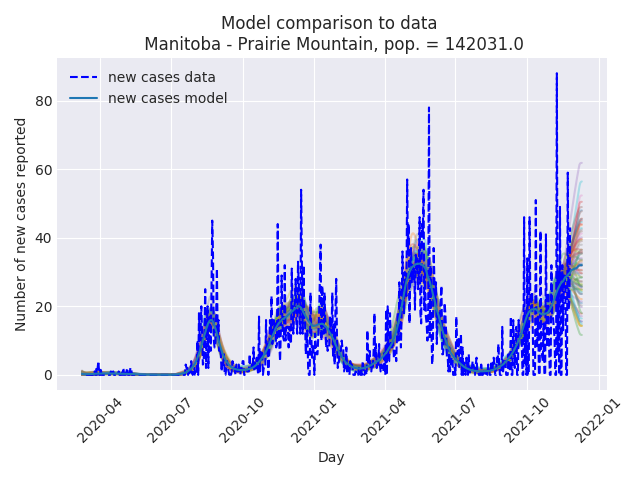 Model comparison to data
Manitoba - Prairie Mountain, pop. = 142031.0
new cases data
new cases model
Number of new cases reported
80
60
40
20
0
2020-04
2020-07
2020-10
2021-01
2021-04
2021-07
2021-10
2022-01
Day